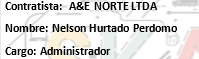 Contratista: A&E NORTE LTDA
Nombre: Nelson Hurtado Perdomo
Cargo: Administrador